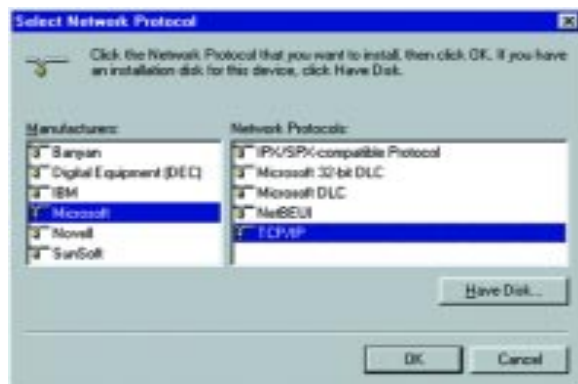 Select Network Protocol
Click the Network Protocol that you want to install, then click OK. If you have
an installation disk for this device, click Have Disk.
Manufacturers:
Banyan
Digital Equipment (DEC)
IBM
Microsoft
Novell
SunSoft
Network Protocols:
IPX/SPX-compatible Protocol
Microsoft 32-bit DLC
Microsoft DLC
NetBEUI
TCP/IP
Have Disk...
OK
Cancel